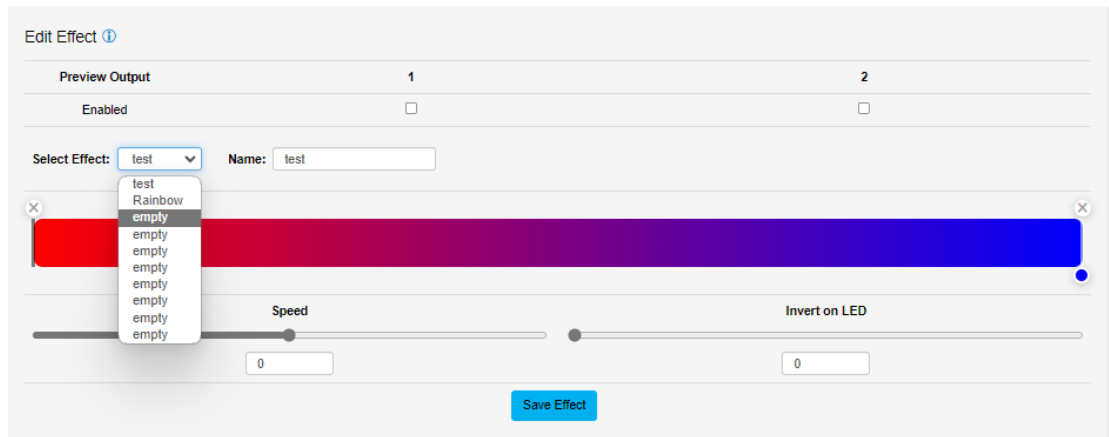 Edit Effect
Preview Output 1 2
Enabled
Select Effect: test Name: test
test
Rainbow
empty
empty
empty
empty
empty
empty
empty
empty
Speed Invert on LED
0 0
Save Effect